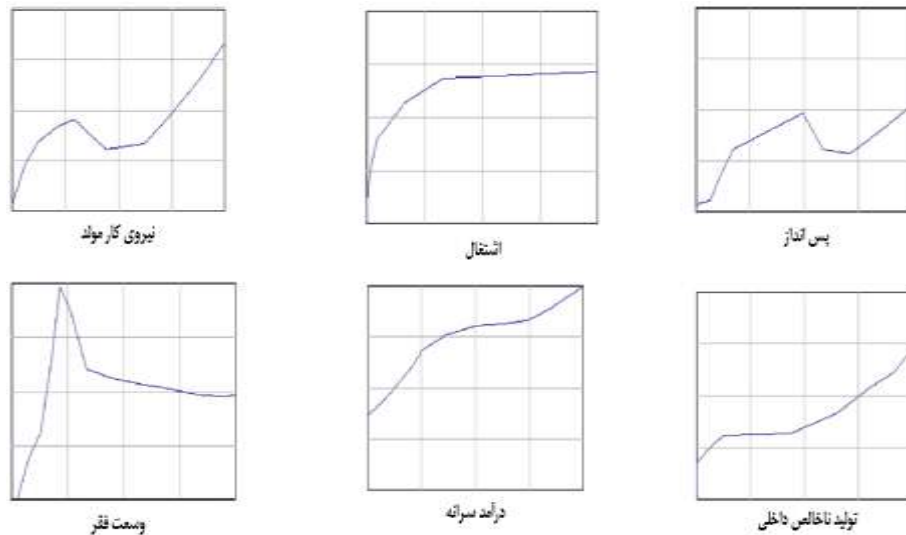 پس انداز
اشتغال
نیروی کار مولد
تولید ناخالص داخلی
درآمد سرانه
وسعت فقر